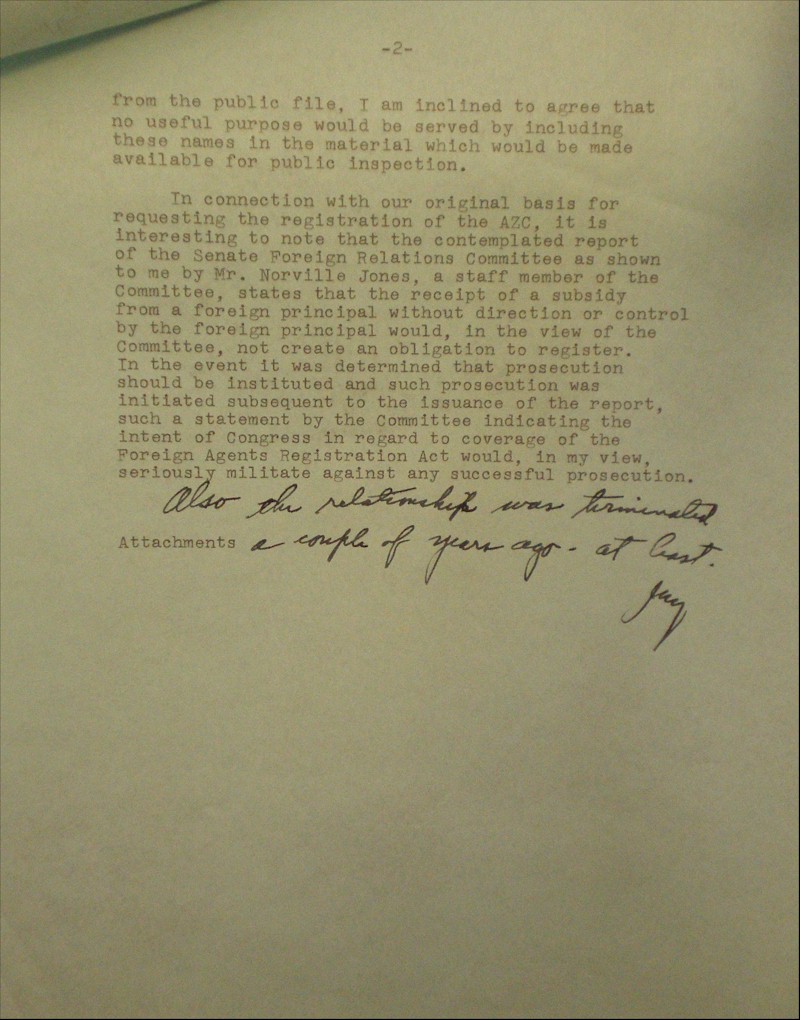 -2-
from the public file, I am inclined to agree that
no useful purpose would be served by including
these names in the material which would be made
available for public inspection.
In connection with our original basis for
requesting the registration of the AZC, it is
interesting to note that the contemplated report
of the Senate Foreign Relations Committee as shown
to me by Mr. Norville Jones, a staff member of the
Committee, states that the receipt of a subsidy
from a foreign principal without direction or control
by the foreign principal would, in the view of the
Committee, not create an obligation to register.
In the event it was determined that prosecution
should be instituted and such prosecution was
initiated subsequent to the issuance of the report,
such a statement by the Committee indicating the
intent of Congress in regard to coverage of the
Foreign Agents Registration Act would, in my view,
seriously militate against any successful prosecution.
Also the relationship was terminated
Attachments a couple of years ago - at least.